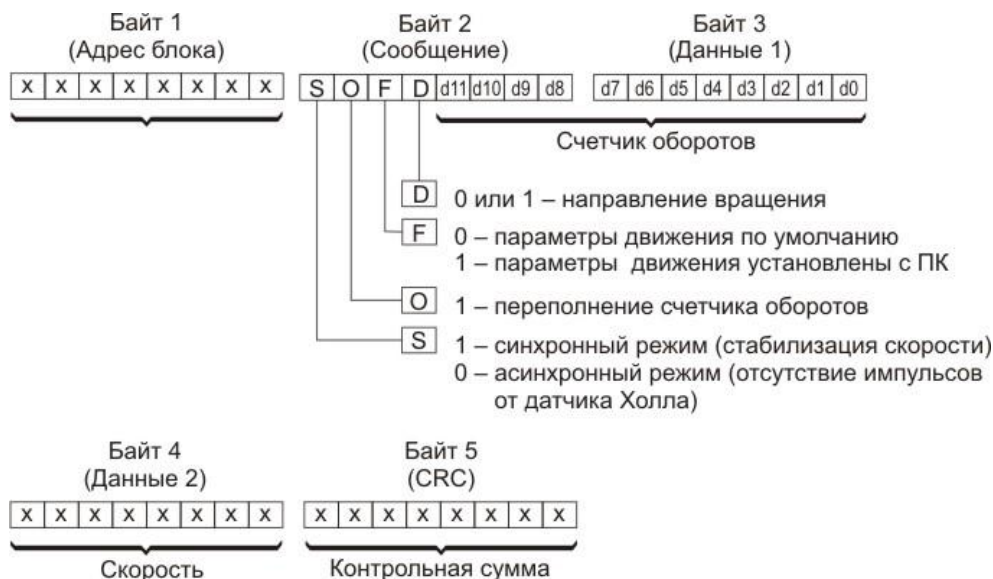 Байт 1 Байт 2 Байт 3
(Адрес блока) (Сообщение) (Данные 1)
x x x x x x x x S O F D d11 d10 d9 d8 d7 d6 d5 d4 d3 d2 d1 d0
Счетчик оборотов
D 0 или 1 – направление вращения
F 0 – параметры движения по умолчанию
1 – параметры движения установлены с ПК
O 1 – переполнение счетчика оборотов
S 1 – синхронный режим (стабилизация скорости)
0 – асинхронный режим (отсутствие импульсов
от датчика Холла)
Байт 4 Байт 5
(Данные 2) (CRC)
x x x x x x x x x x x x x x x x
Скорость Контрольная сумма